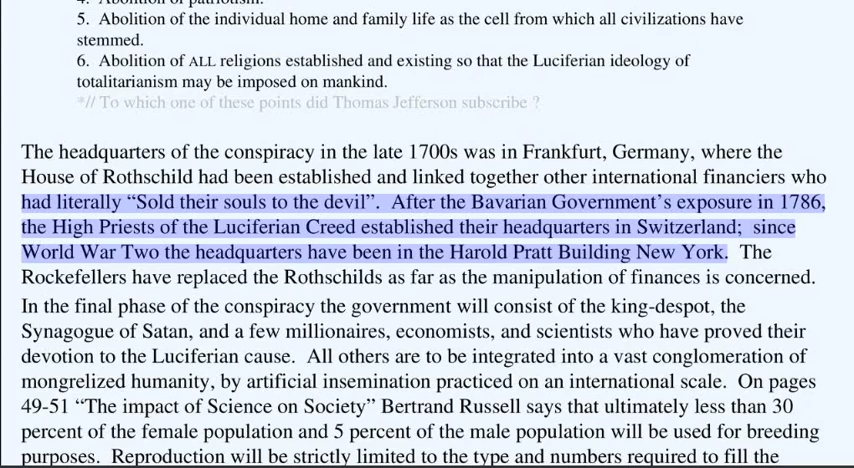 4. Abolition of patriotism.
5. Abolition of the individual home and family life as the cell from which all civilizations have
stemmed.
6. Abolition of ALL religions established and existing so that the Luciferian ideology of
totalitarianism may be imposed on mankind.
*// To which one of these points did Thomas Jefferson subscribe ?
The headquarters of the conspiracy in the late 1700s was in Frankfurt, Germany, where the
House of Rothschild had been established and linked together other international financiers who
had literally “Sold their souls to the devil”. After the Bavarian Government’s exposure in 1786,
the High Priests of the Luciferian Creed established their headquarters in Switzerland; since
World War Two the headquarters have been in the Harold Pratt Building New York. The
Rockefellers have replaced the Rothschilds as far as the manipulation of finances is concerned.
In the final phase of the conspiracy the government will consist of the king-despot, the
Synagogue of Satan, and a few millionaires, economists, and scientists who have proved their
devotion to the Luciferian cause. All others are to be integrated into a vast conglomeration of
mongrelized humanity, by artificial insemination practiced on an international scale. On pages
49-51 “The impact of Science on Society” Bertrand Russell says that ultimately less than 30
percent of the female population and 5 percent of the male population will be used for breeding
purposes. Reproduction will be strictly limited to the type and numbers required to fill the